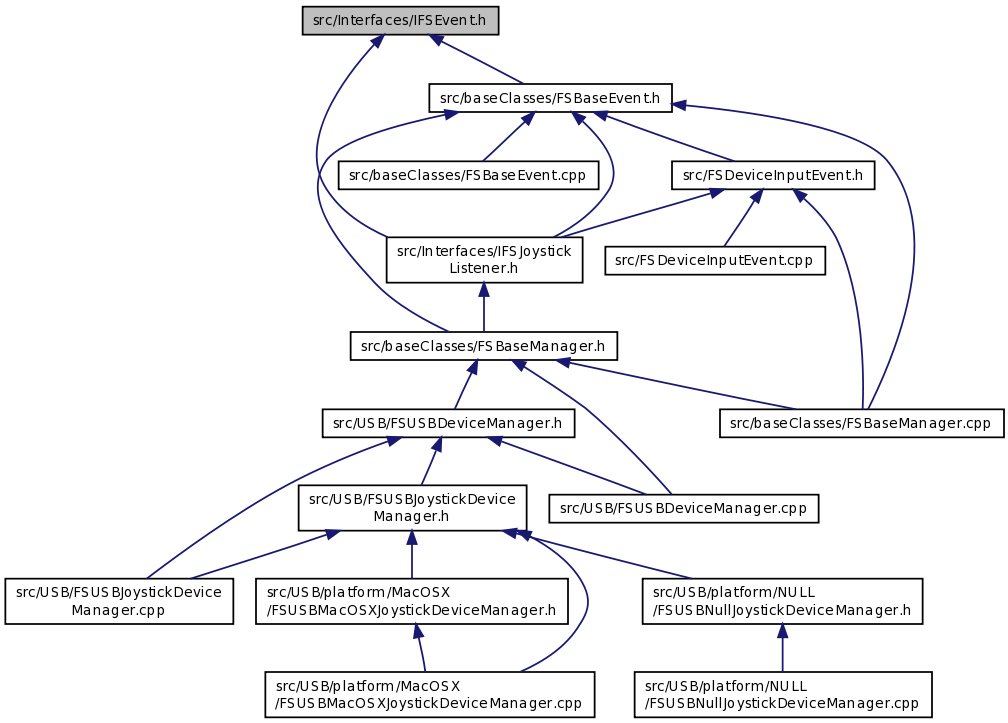 src/Interfaces/IFSEvent.h
src/baseClasses/FSBaseEvent.h
src/baseClasses/FSBaseEvent.cpp
src/FSDeviceInputEvent.h
src/Interfaces/IFSJoystick
Listener.h
src/FSDeviceInputEvent.cpp
src/baseClasses/FSBaseManager.h
src/USB/FSUSBDeviceManager.h
src/baseClasses/FSBaseManager.cpp
src/USB/FSUSBJoystickDevice
Manager.h
src/USB/FSUSBDeviceManager.cpp
src/USB/FSUSBJoystickDevice
Manager.cpp
src/USB/platform/MacOSX
/FSUSBMacOSXJoystickDeviceManager.h
src/USB/platform/NULL
/FSUSBNullJoystickDeviceManager.h
src/USB/platform/MacOSX
/FSUSBMacOSXJoystickDeviceManager.cpp
src/USB/platform/NULL
/FSUSBNullJoystickDeviceManager.cpp